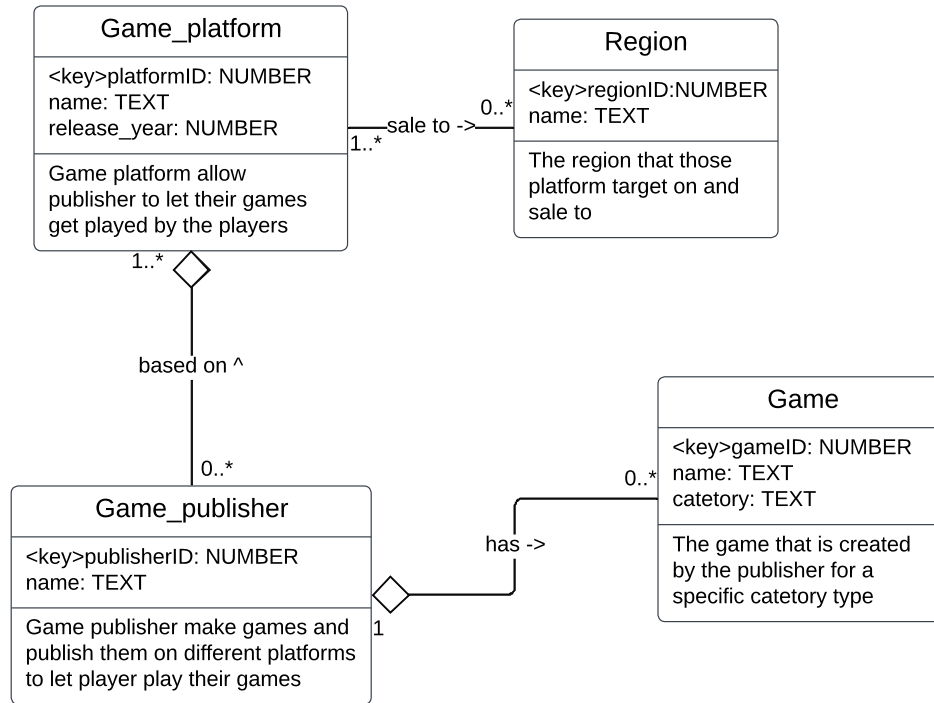 Game_platform
<key>platformID: NUMBER
name: TEXT
release_year: NUMBER
Game platform allow
publisher to let their games
get played by the players
1..*
sale to ->
0..*
Region
<key>regionID:NUMBER
name: TEXT
The region that those
platform target on and
sale to
1..*
based on ^
0..*
Game_publisher
<key>publisherID: NUMBER
name: TEXT
Game publisher make games and
publish them on different platforms
to let player play their games
1
has ->
0..*
Game
<key>gameID: NUMBER
name: TEXT
catetory: TEXT
The game that is created
by the publisher for a
specific catetory type